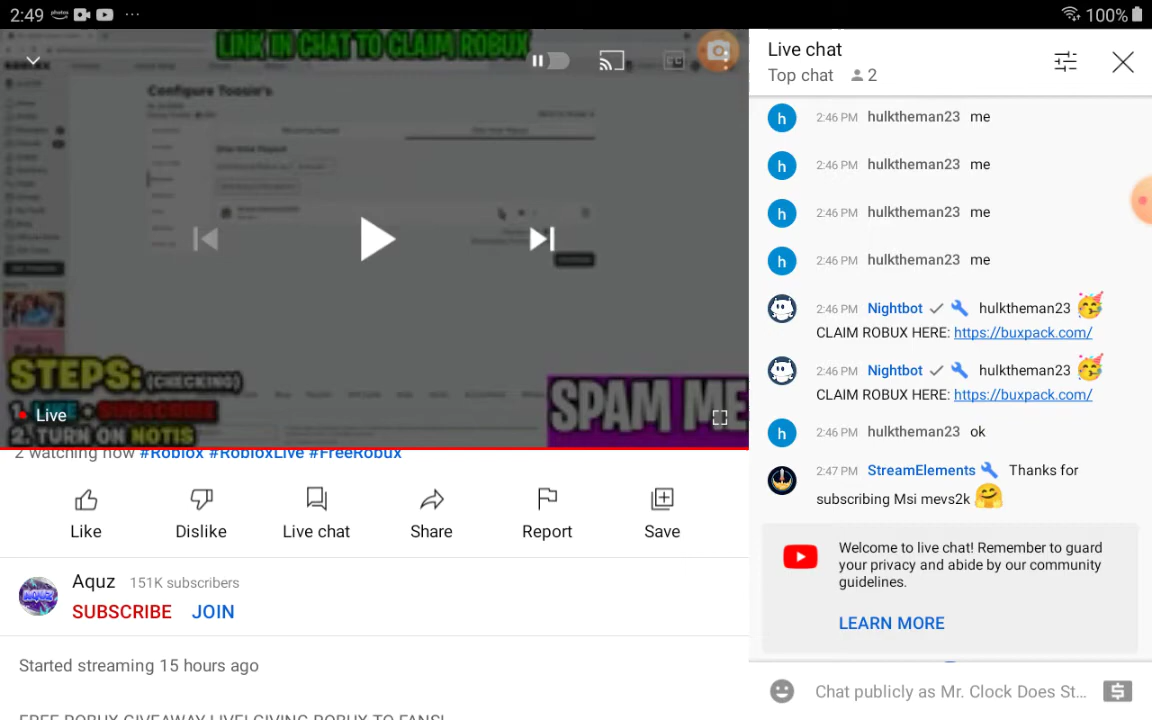 2:49 photos ··· 100%
LINK IN CHAT TO CLAIM ROBUX
Configure Toosie's
STEPS: (CHECKING)
1. LIKE + SUBSCRIBE
Live
2. TURN ON NOTIS
SPAM ME
2 watching now #Roblox #RobloxLive #FreeRobux
Like Dislike Live chat Share Report Save
Aquz 151K subscribers
SUBSCRIBE JOIN
Started streaming 15 hours ago
FREE ROBUX GIVEAWAY LIVE! GIVING ROBUX TO FANS!
Live chat
Top chat 2
h 2:46 PM hulktheman23 me
h 2:46 PM hulktheman23 me
h 2:46 PM hulktheman23 me
h 2:46 PM hulktheman23 me
2:46 PM Nightbot hulktheman23
CLAIM ROBUX HERE: https://buxpack.com/
2:46 PM Nightbot hulktheman23
CLAIM ROBUX HERE: https://buxpack.com/
h 2:46 PM hulktheman23 ok
2:47 PM StreamElements Thanks for
subscribing Msi mevs2k
Welcome to live chat! Remember to guard
your privacy and abide by our community
guidelines.
LEARN MORE
Chat publicly as Mr. Clock Does St...